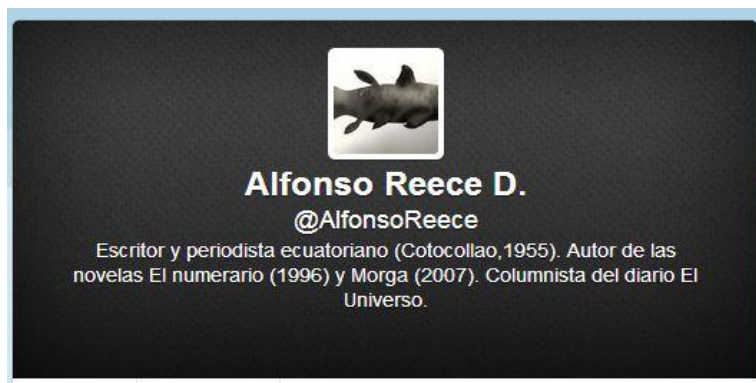 Alfonso Reece D.
@AlfonsoReece
Escritor y periodista ecuatoriano (Cotocollao,1955). Autor de las
novelas El numerario (1996) y Morga (2007). Columnista del diario El
Universo.